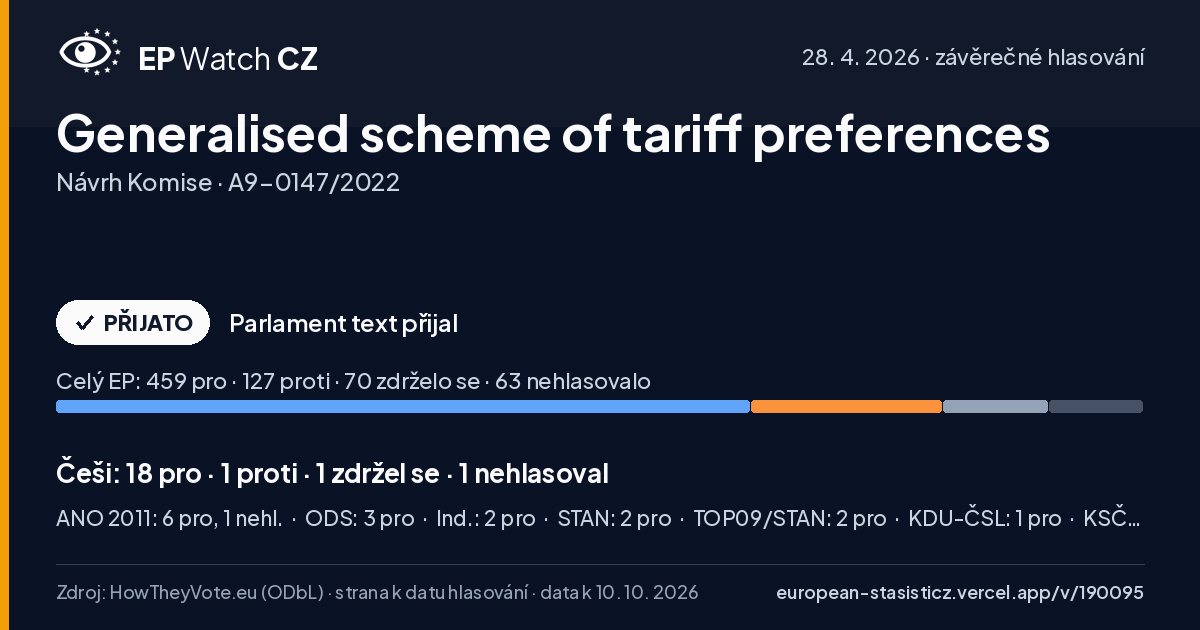 EP Watch CZ
28. 4. 2026 · závěrečné hlasování
Generalised scheme of tariff preferences
Návrh Komise · A9-0147/2022
✓ PŘIJATO Parlament text přijal
Celý EP: 459 pro · 127 proti · 70 zdrželo se · 63 nehlasovalo
Češi: 18 pro · 1 proti · 1 zdržel se · 1 nehlasoval
ANO 2011: 6 pro, 1 nehl. · ODS: 3 pro · Ind.: 2 pro · STAN: 2 pro · TOP09/STAN: 2 pro · KDU-ČSL: 1 pro · KSČ…
Zdroj: HowTheyVote.eu (ODbL) · strana k datu hlasování · data k 10. 10. 2026
european-stasisticz.vercel.app/v/190095